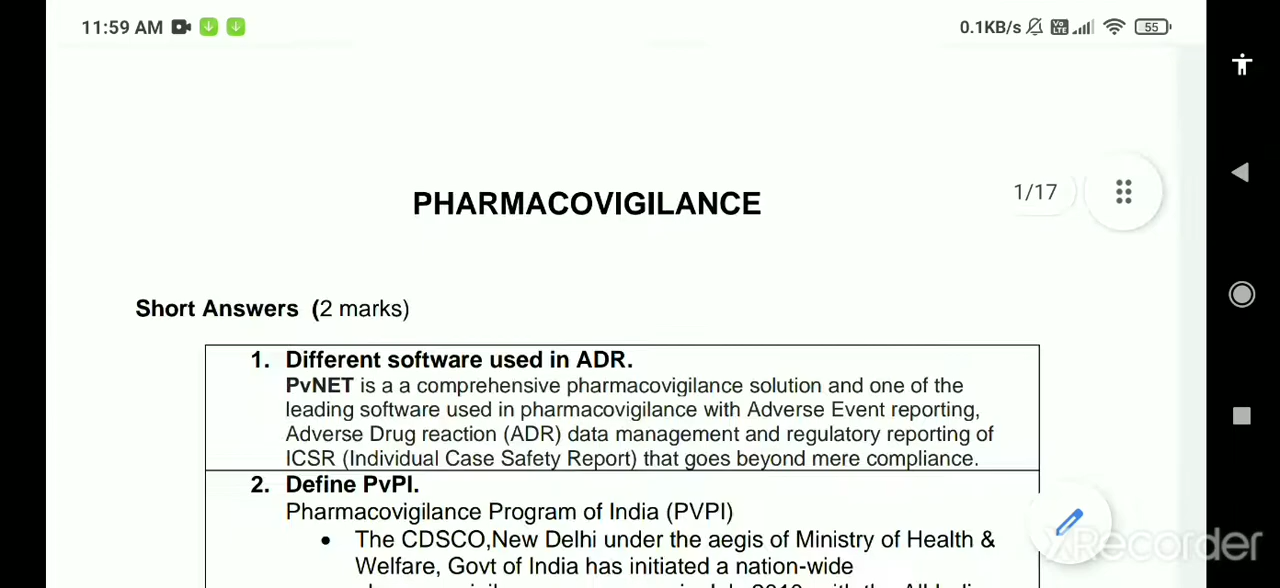 11:59 AM
0.1KB/s
Vo
LTE
55
PHARMACOVIGILANCE
1/17
Short Answers (2 marks)
1. Different software used in ADR.
PvNET is a a comprehensive pharmacovigilance solution and one of the
leading software used in pharmacovigilance with Adverse Event reporting,
Adverse Drug reaction (ADR) data management and regulatory reporting of
ICSR (Individual Case Safety Report) that goes beyond mere compliance.
2. Define PvPI.
Pharmacovigilance Program of India (PVPI)
• The CDSCO,New Delhi under the aegis of Ministry of Health &
Welfare, Govt of India has initiated a nation-wide
XRecorder